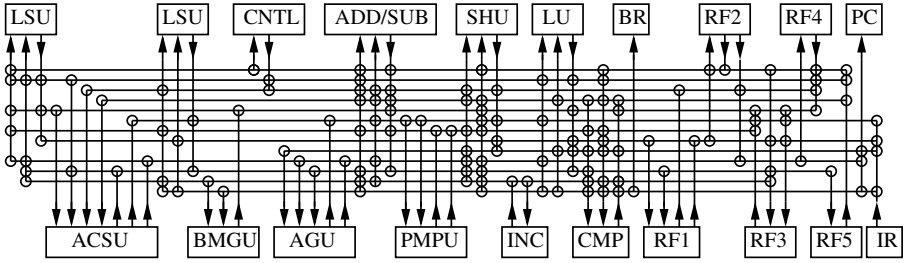 LSU LSU CNTL ADD/SUB SHU LU BR RF2 RF4 PC
ACSU BMGU AGU PMPU INC CMP RF1 RF3 RF5 IR